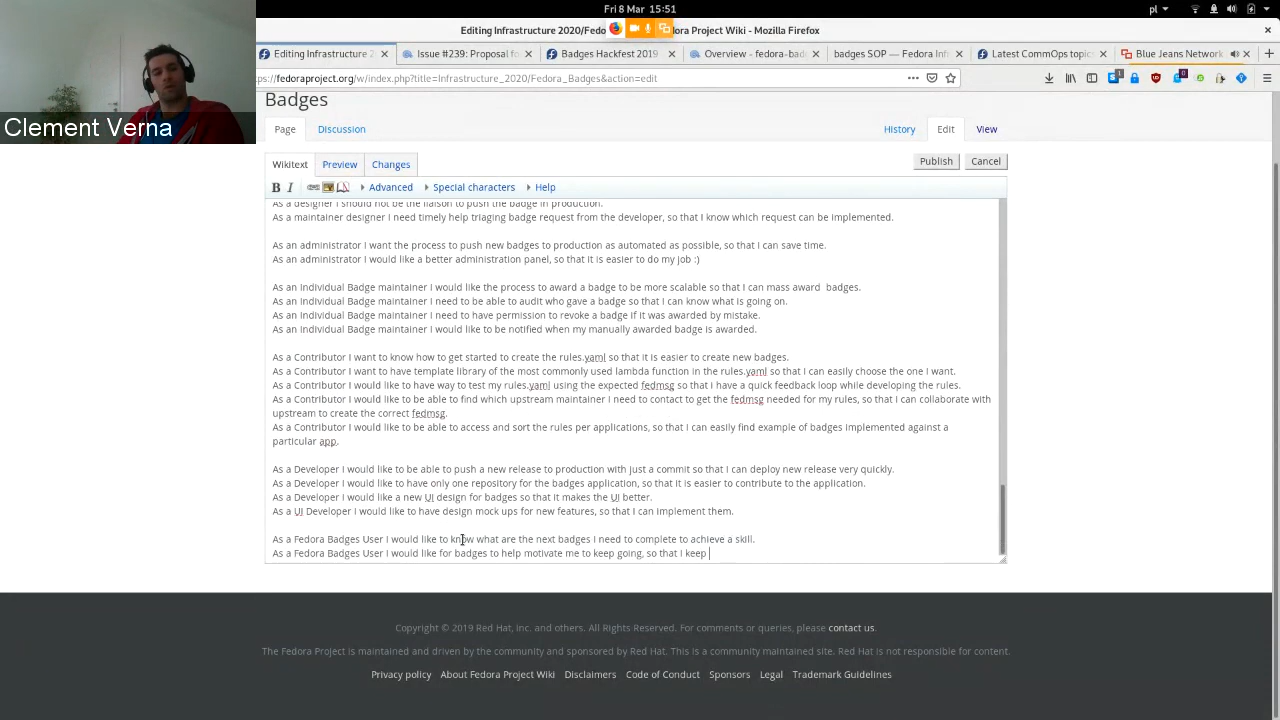 Fri 8 Mar 15:51
pl
Editing Infrastructure 2020/Fedo
ora Project Wiki - Mozilla Firefox
Editing Infrastructure 2020/
Issue #239: Proposal fo
Badges Hackfest 2019
Overview - fedora-bad
badges SOP — Fedora Inf
Latest CommOps topics
Blue Jeans Network
ps://fedoraproject.org/w/index.php?title=Infrastructure_2020/Fedora_Badges&action=edit
Clement Verna
Badges
Page
Discussion
History
Edit
View
Wikitext
Preview
Changes
Publish
Cancel
B I
Advanced
Special characters
Help
As a designer I should not be the liaison to push the badge in production.
As a maintainer designer I need timely help triaging badge request from the developer, so that I know which request can be implemented.
As an administrator I want the process to push new badges to production as automated as possible, so that I can save time.
As an administrator I would like a better administration panel, so that it is easier to do my job :)
As an Individual Badge maintainer I would like the process to award a badge to be more scalable so that I can mass award  badges.
As an Individual Badge maintainer I need to be able to audit who gave a badge so that I can know what is going on.
As an Individual Badge maintainer I need to have permission to revoke a badge if it was awarded by mistake.
As an Individual Badge maintainer I would like to be notified when my manually awarded badge is awarded.
As a Contributor I want to know how to get started to create the rules.yaml so that it is easier to create new badges.
As a Contributor I want to have template library of the most commonly used lambda function in the rules.yaml so that I can easily choose the one I want.
As a Contributor I would like to have way to test my rules.yaml using the expected fedmsg so that i have a quick feedback loop while developing the rules.
As a Contributor I would like to be able to find which upstream maintainer I need to contact to get the fedmsg needed for my rules, so that I can collaborate with
upstream to create the correct fedmsg.
As a Contributor I would like to be able to access and sort the rules per applications, so that I can easily find example of badges implemented against a
particular app.
As a Developer I would like to be able to push a new release to production with just a commit so that I can deploy new release very quickly.
As a Developer I would like to have only one repository for the badges application, so that it is easier to contribute to the application.
As a Developer I would like a new UI design for badges so that it makes the UI better.
As a UI Developer I would like to have design mock ups for new features, so that I can implement them.
As a Fedora Badges User I would like to know what are the next badges I need to complete to achieve a skill.
As a Fedora Badges User I would like for badges to help motivate me to keep going, so that I keep
Copyright © 2019 Red Hat, Inc. and others. All Rights Reserved. For comments or queries, please contact us.
The Fedora Project is maintained and driven by the community and sponsored by Red Hat. This is a community maintained site. Red Hat is not responsible for content.
Privacy policy
About Fedora Project Wiki
Disclaimers
Code of Conduct
Sponsors
Legal
Trademark Guidelines